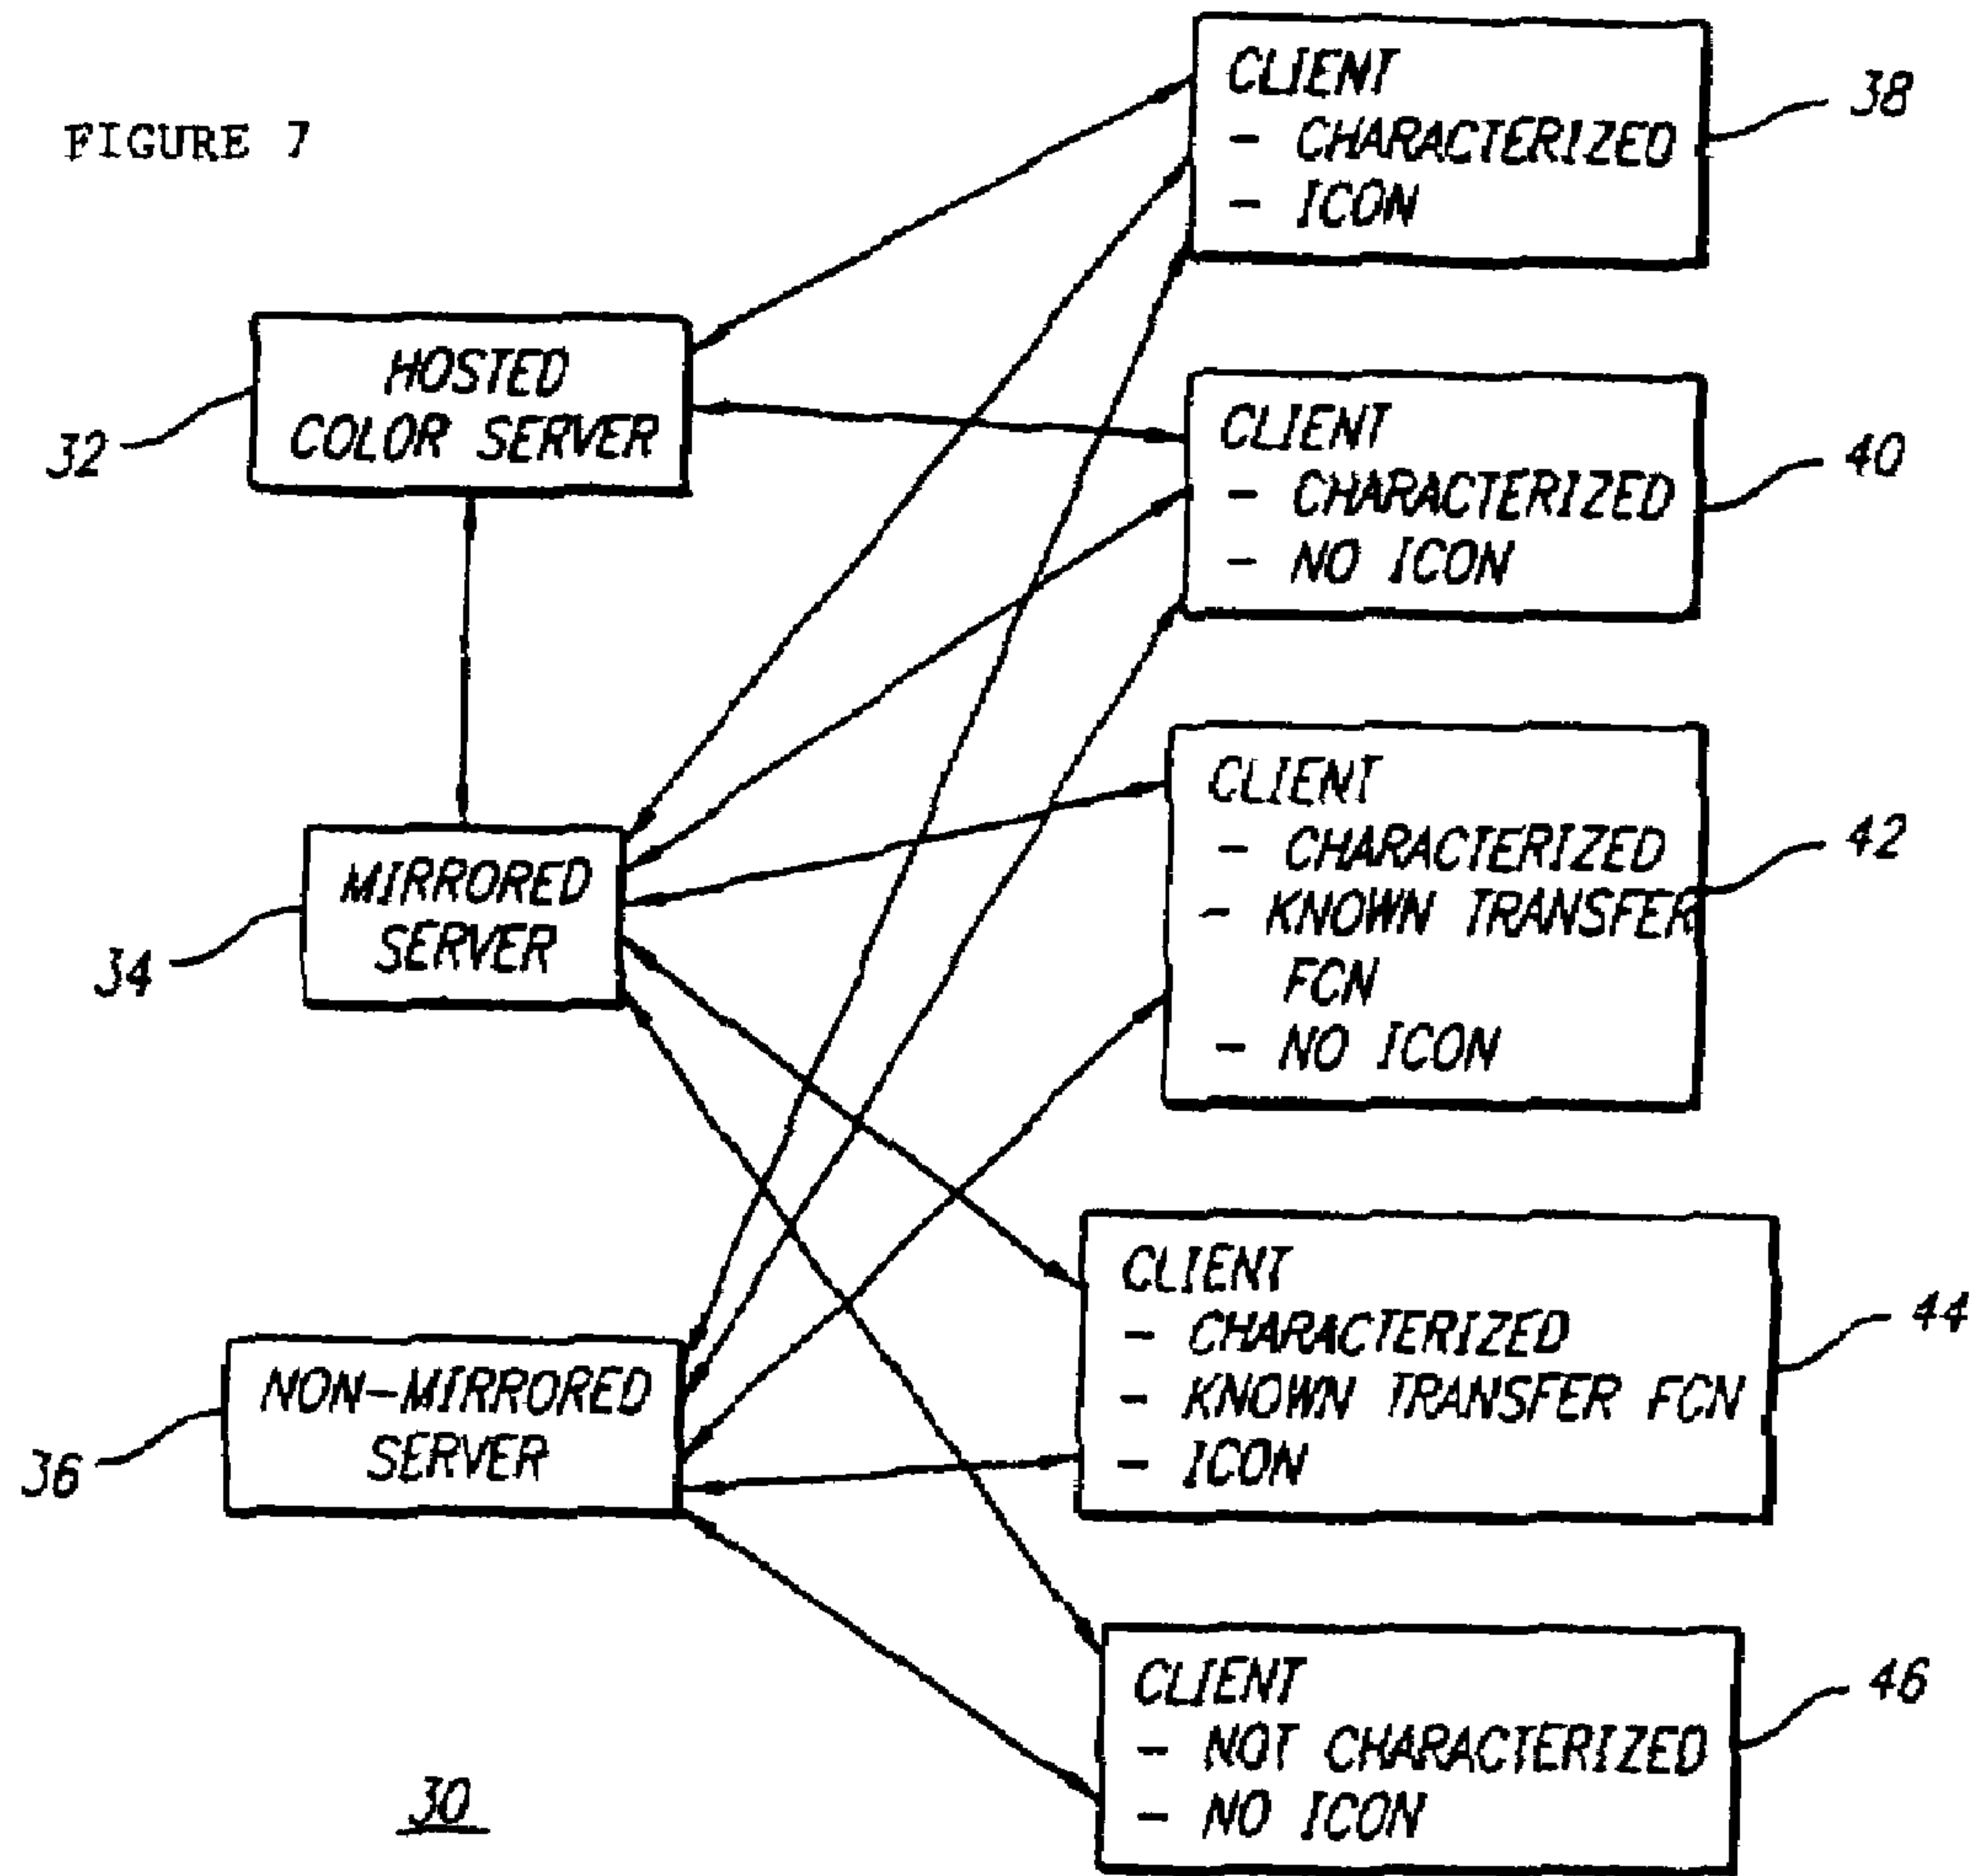 FIGURE 7
CLIENT
- CHARACTERIZED
- ICON
38
HOSTED
COLOR SERVER
32
CLIENT
- CHARACTERIZED
- NO ICON
40
CLIENT
- CHARACTERIZED
- KNOWN TRANSFER
FCN
- NO ICON
42
MIRRORED
SERVER
34
CLIENT
- CHARACTERIZED
- KNOWN TRANSFER FCN
- ICON
44
NON-MIRRORED
SERVER
36
CLIENT
- NOT CHARACTERIZED
- NO ICON
46
30